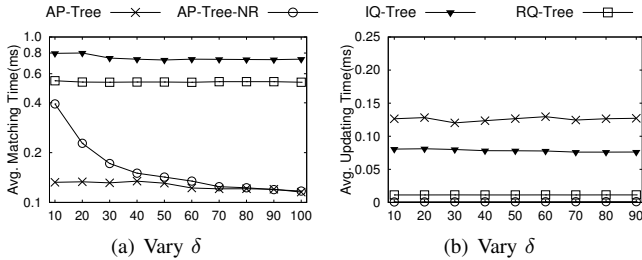 AP-Tree AP-Tree-NR IQ-Tree RQ-Tree
Avg. Matching Time(ms)
1.0
0.8
0.6
0.4
0.2
0.1
10 20 30 40 50 60 70 80 90 100
(a) Vary δ
Avg. Updating Time(ms)
0.25
0.20
0.15
0.10
0.05
0
10 20 30 40 50 60 70 80 90
(b) Vary δ